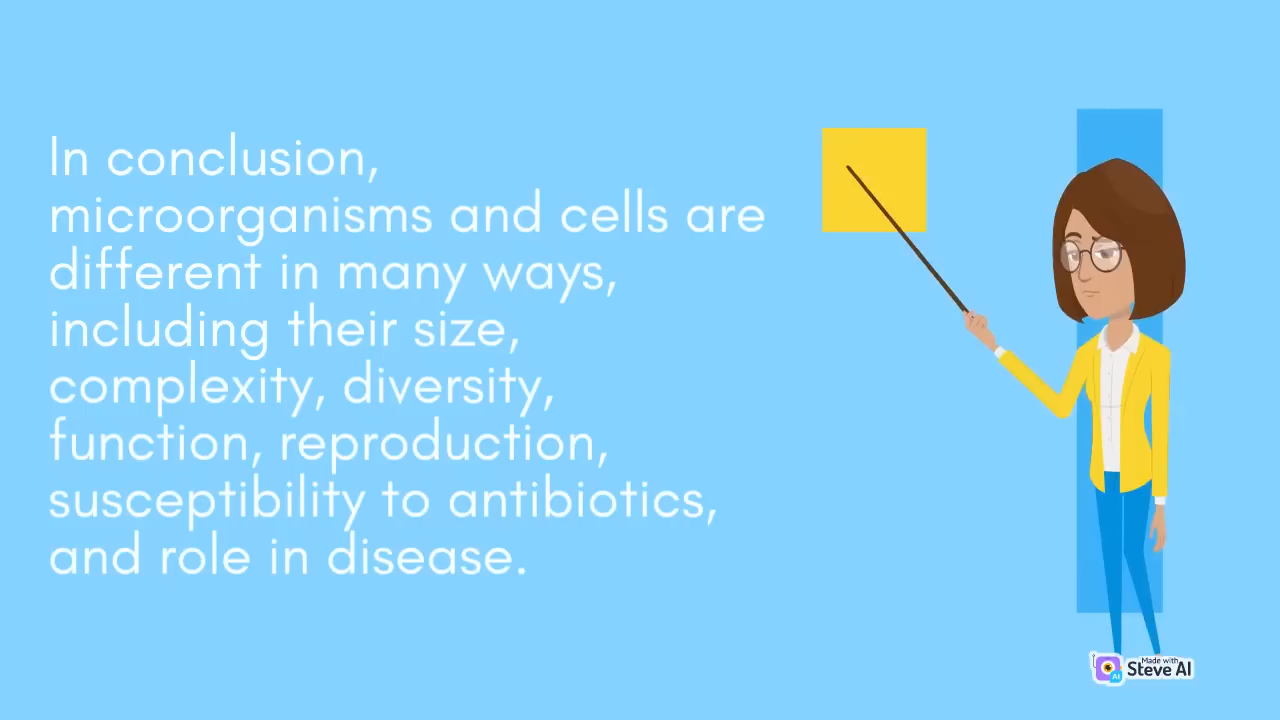 In conclusion,
microorganisms and cells are
different in many ways,
including their size,
complexity, diversity,
function, reproduction,
susceptibility to antibiotics,
and role in disease.
Made with
Steve AI
AI